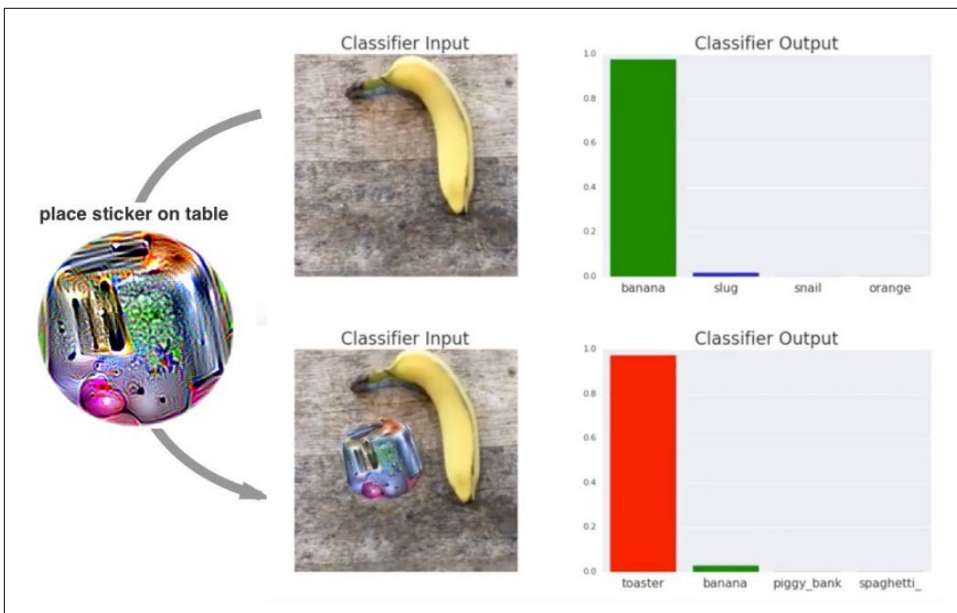 Classifier Input
Classifier Output
1.0
0.8
0.6
0.4
0.2
0.0
banana slug snail orange
place sticker on table
Classifier Input
Classifier Output
1.0
0.8
0.6
0.4
0.2
0.0
toaster banana piggy_bank spaghetti_